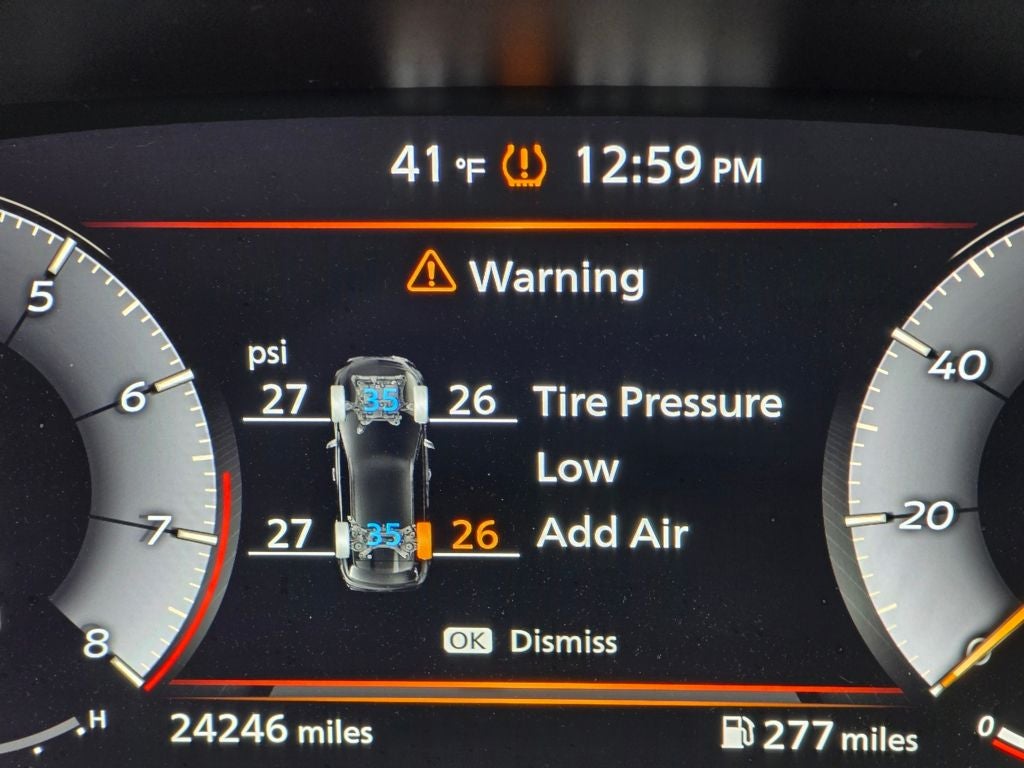 41 °F 12:59 PM
Warning
psi
27 35 26 Tire Pressure
Low
27 35 26 Add Air
OK Dismiss
24246 miles 277 miles
5
6
7
8
H
40
20
0
0